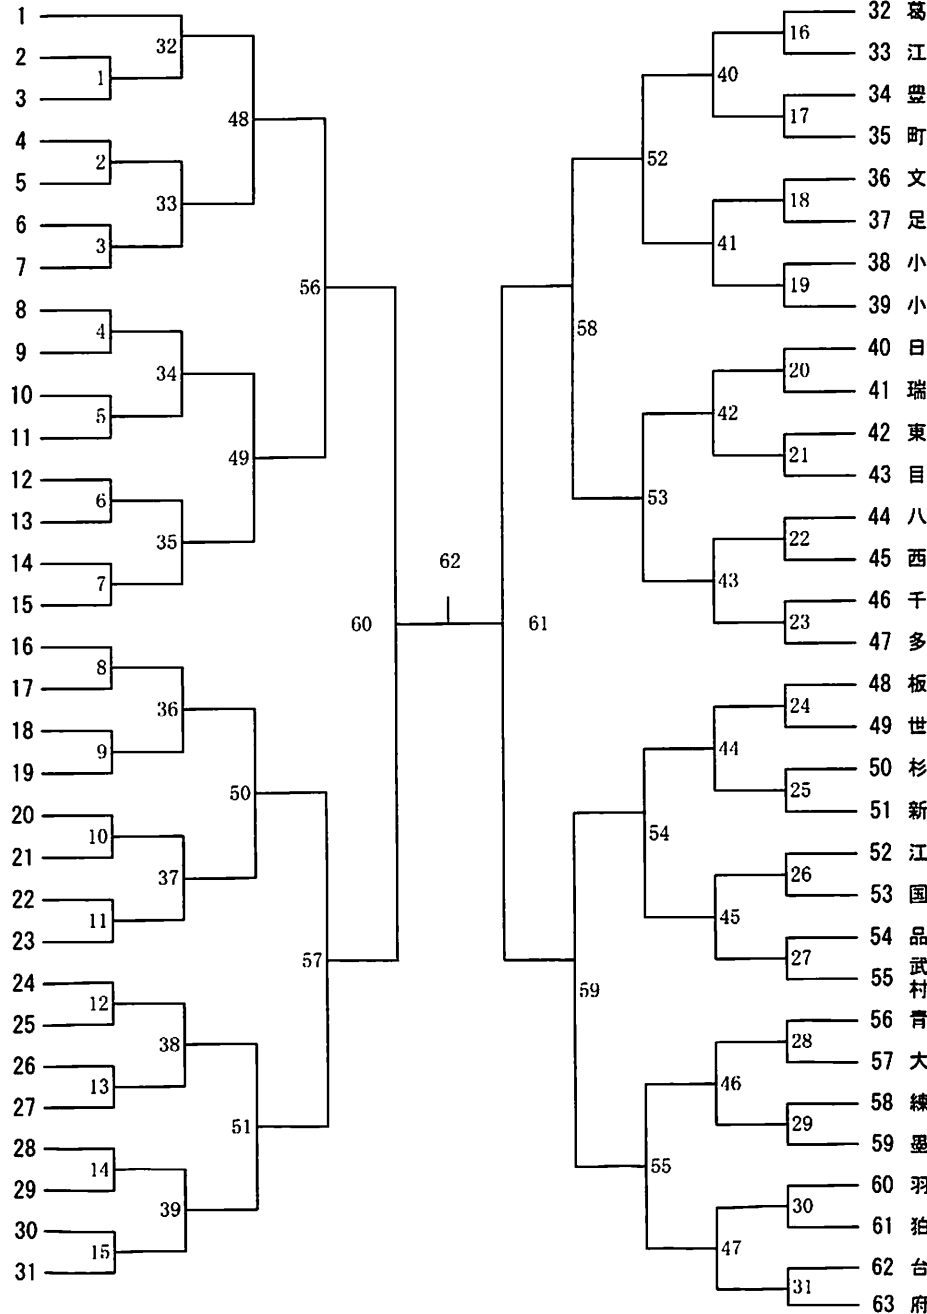 1
2
3
4
5
6
7
8
9
10
11
12
13
14
15
16
17
18
19
20
21
22
23
24
25
26
27
28
29
30
31
1
2
3
4
5
6
7
8
9
10
11
12
13
14
15
32
33
34
35
36
37
38
39
48
49
50
51
56
57
60
62
61
58
59
52
53
54
55
40
41
42
43
44
45
46
47
16
17
18
19
20
21
22
23
24
25
26
27
28
29
30
31
32 葛
33 江
34 豊
35 町
36 文
37 足
38 小
39 小
40 日
41 瑞
42 東
43 目
44 八
45 西
46 千
47 多
48 板
49 世
50 杉
51 新
52 江
53 国
54 品
55 武
村
56 青
57 大
58 練
59 墨
60 羽
61 狛
62 台
63 府